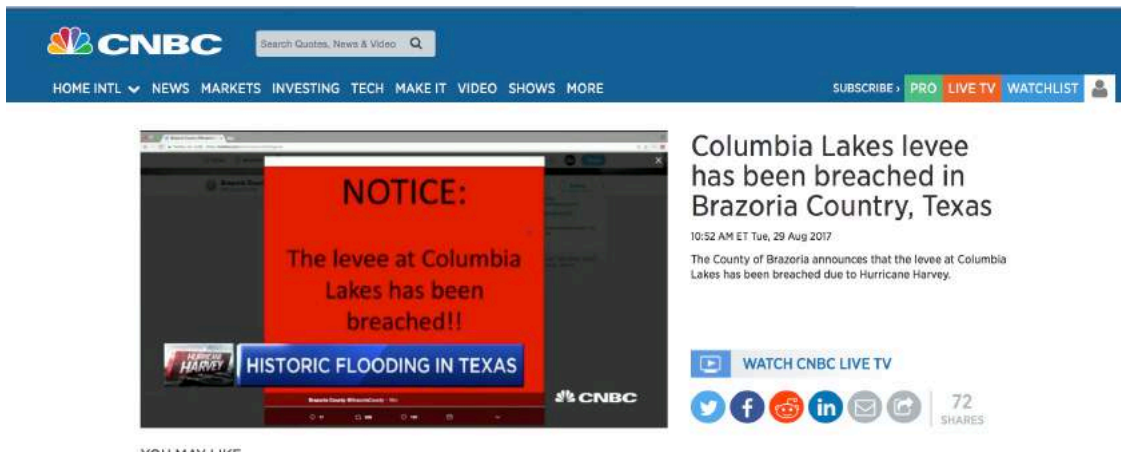 CNBC
Search Quotes, News & Video
HOME INTL NEWS MARKETS INVESTING TECH MAKE IT VIDEO SHOWS MORE
SUBSCRIBE › PRO LIVE TV WATCHLIST
NOTICE:
The levee at Columbia
Lakes has been
breached!!
HURRICANE
HARVEY
HISTORIC FLOODING IN TEXAS
CNBC
Columbia Lakes levee
has been breached in
Brazoria Country, Texas
10:52 AM ET Tue, 29 Aug 2017
The County of Brazoria announces that the levee at Columbia
Lakes has been breached due to Hurricane Harvey.
WATCH CNBC LIVE TV
72
SHARES
YOU MAY LIKE